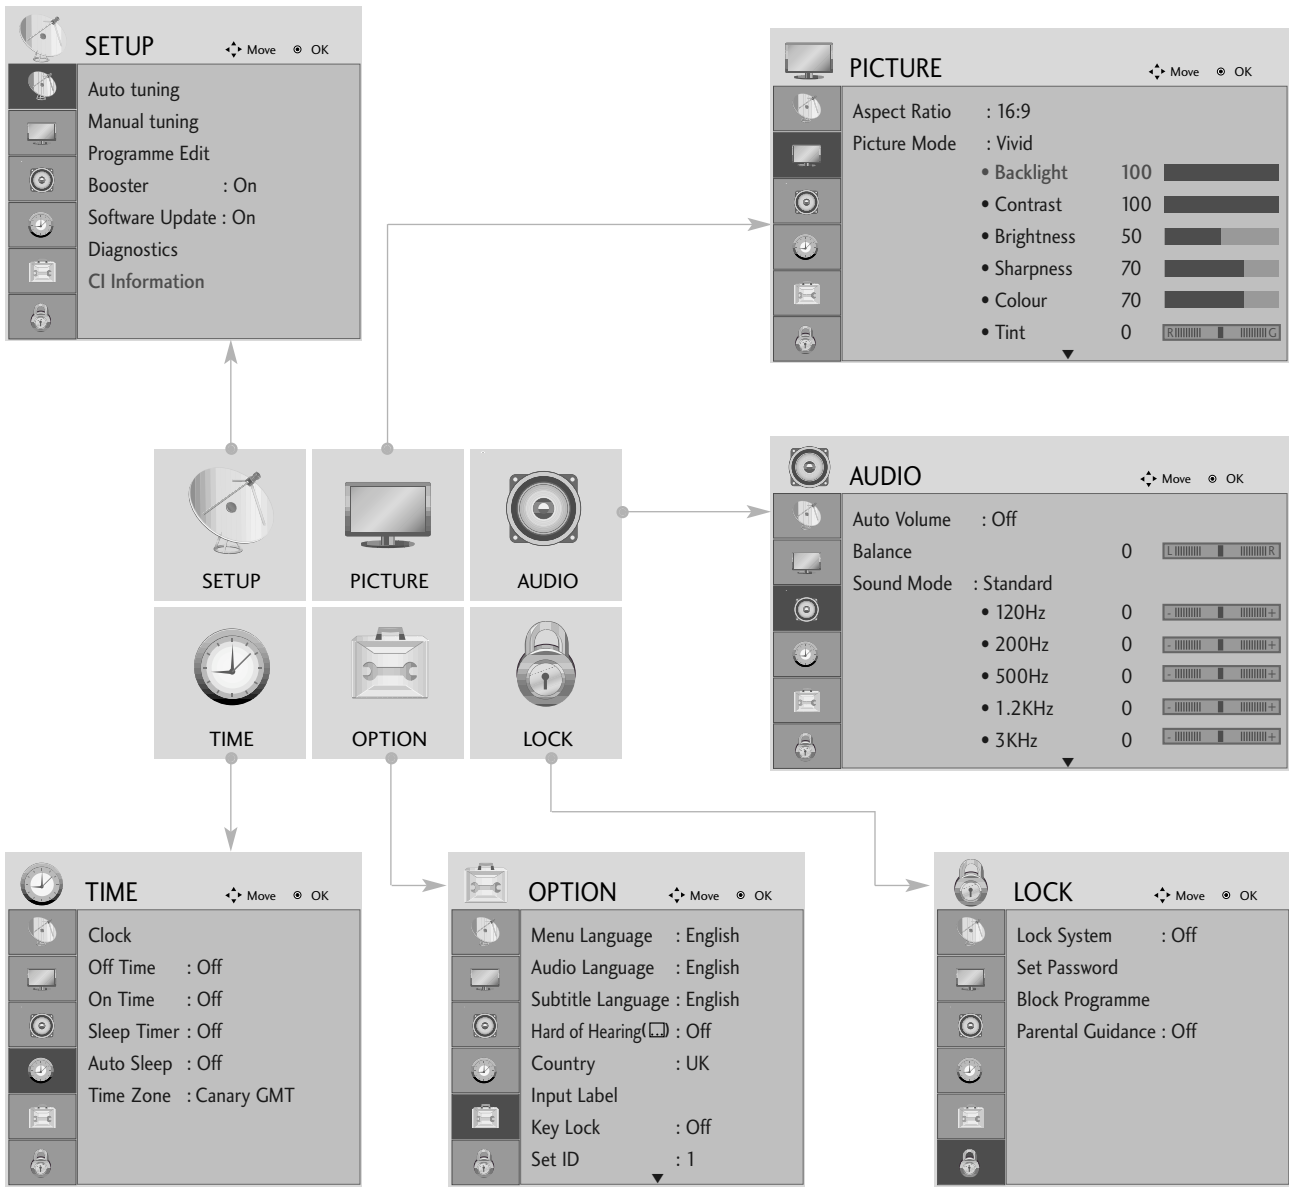 SETUP Move OK
Auto tuning
Manual tuning
Programme Edit
Booster : On
Software Update : On
Diagnostics
CI Information
PICTURE Move OK
Aspect Ratio : 16:9
Picture Mode : Vivid
• Backlight 100
• Contrast 100
• Brightness 50
• Sharpness 70
• Colour 70
• Tint 0 R G
SETUP PICTURE AUDIO
TIME OPTION LOCK
AUDIO Move OK
Auto Volume : Off
Balance 0 L R
Sound Mode : Standard
• 120Hz 0 - +
• 200Hz 0 - +
• 500Hz 0 - +
• 1.2KHz 0 - +
• 3KHz 0 - +
TIME Move OK
Clock
Off Time : Off
On Time : Off
Sleep Timer : Off
Auto Sleep : Off
Time Zone : Canary GMT
OPTION Move OK
Menu Language : English
Audio Language : English
Subtitle Language : English
Hard of Hearing( ) : Off
Country : UK
Input Label
Key Lock : Off
Set ID : 1
LOCK Move OK
Lock System : Off
Set Password
Block Programme
Parental Guidance : Off